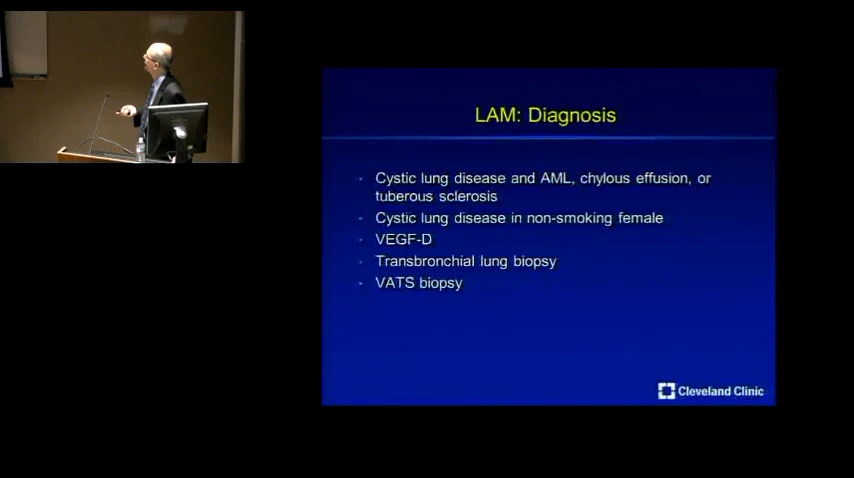 LAM: Diagnosis
Cystic lung disease and AML, chylous effusion, or
tuberous sclerosis
Cystic lung disease in non-smoking female
VEGF-D
Transbronchial lung biopsy
VATS biopsy
Cleveland Clinic